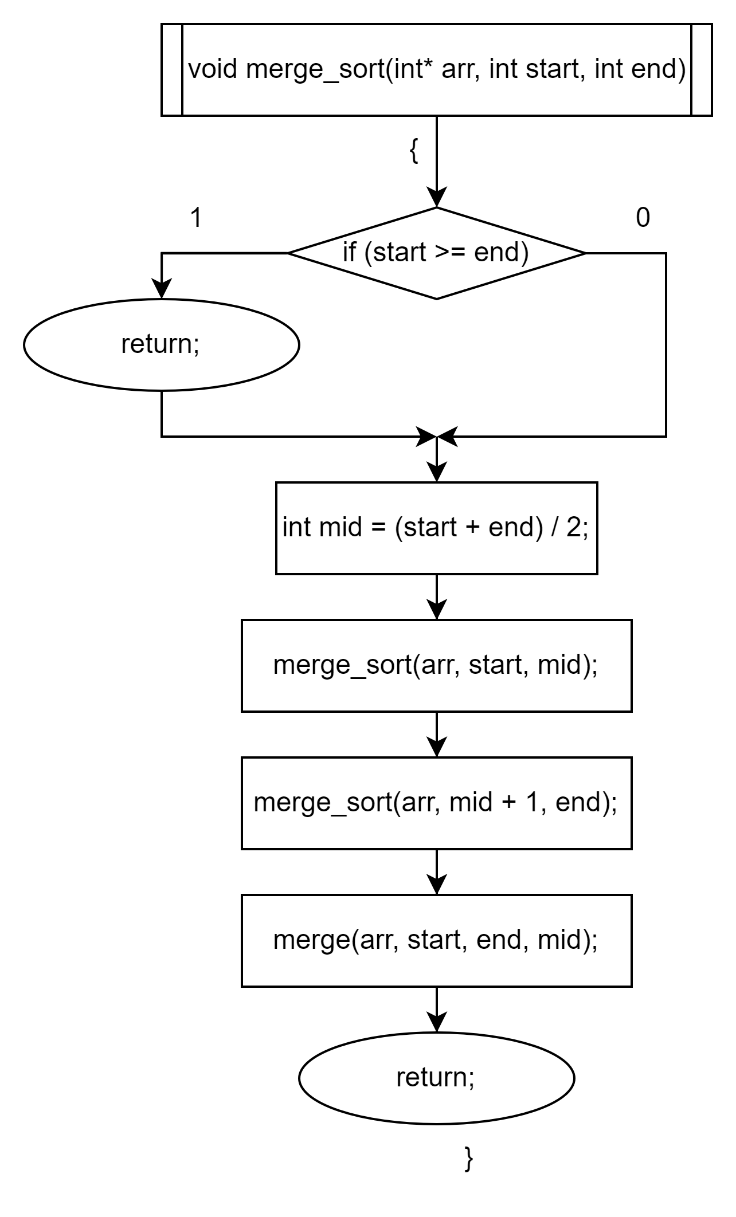 void merge_sort(int* arr, int start, int end)
{
1
0
if (start >= end)
return;
int mid = (start + end) / 2;
merge_sort(arr, start, mid);
merge_sort(arr, mid + 1, end);
merge(arr, start, end, mid);
return;
}